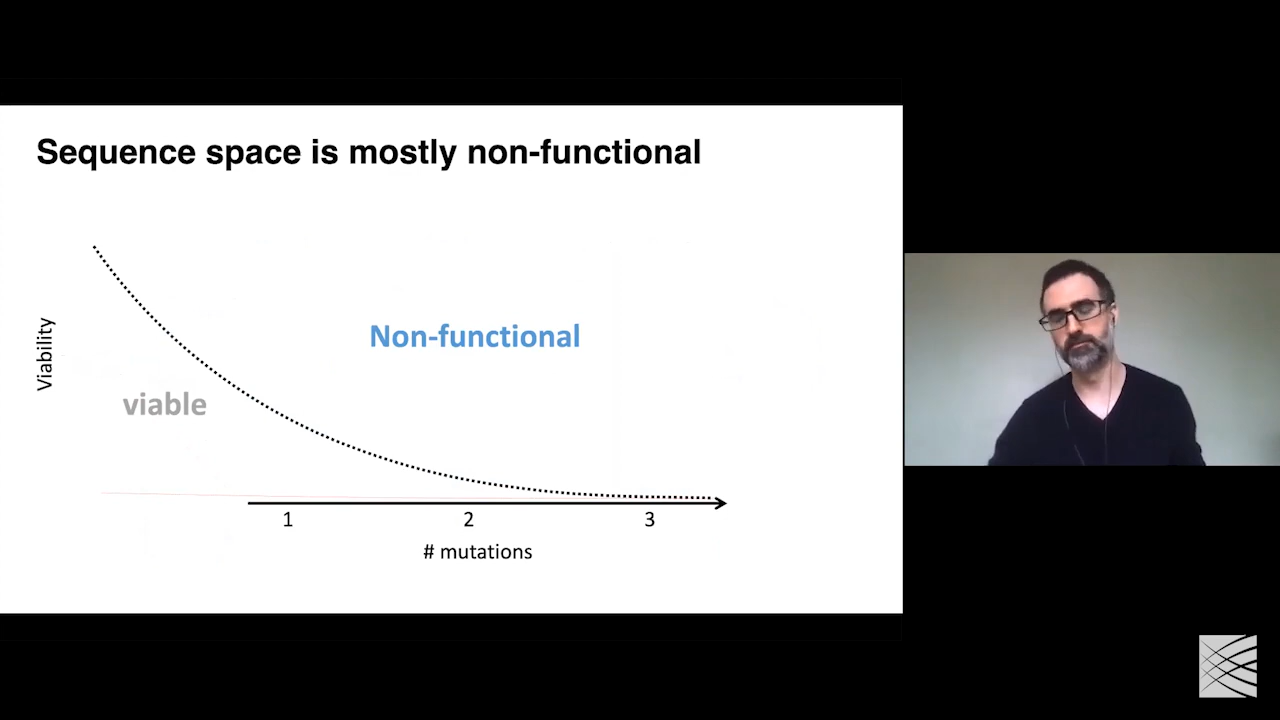 Sequence space is mostly non-functional
Viability
Non-functional
viable
1 2 3
# mutations